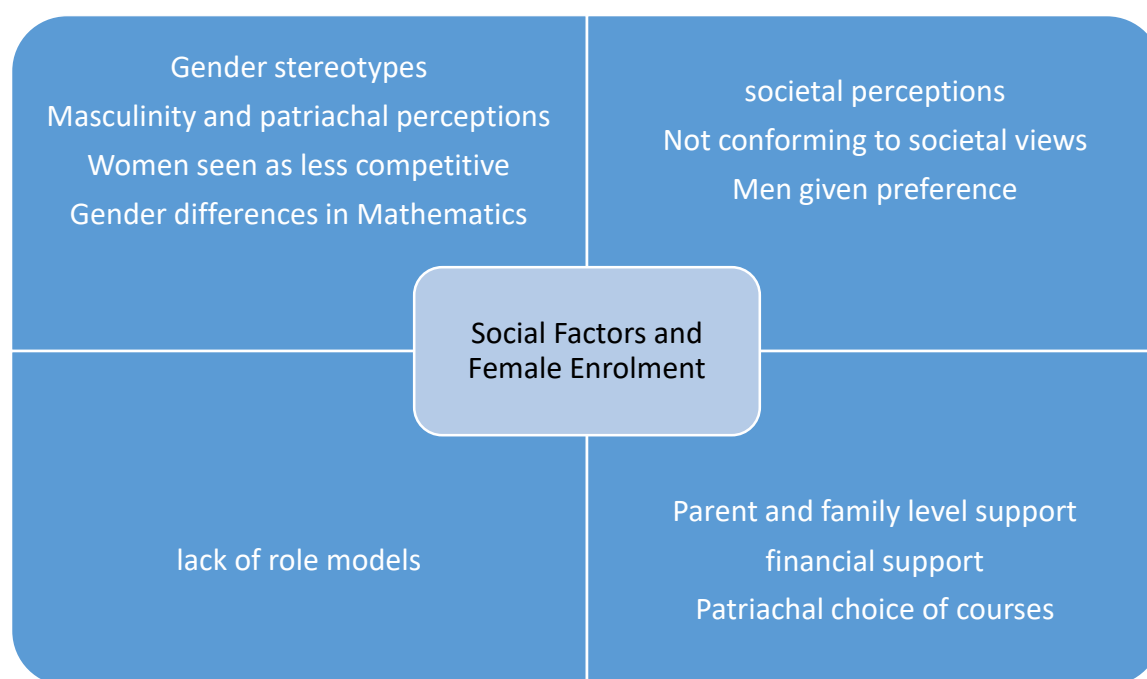 Gender stereotypes
Masculinity and patriachal perceptions
Women seen as less competitive
Gender differences in Mathematics
societal perceptions
Not conforming to societal views
Men given preference
Social Factors and
Female Enrolment
lack of role models
Parent and family level support
financial support
Patriachal choice of courses